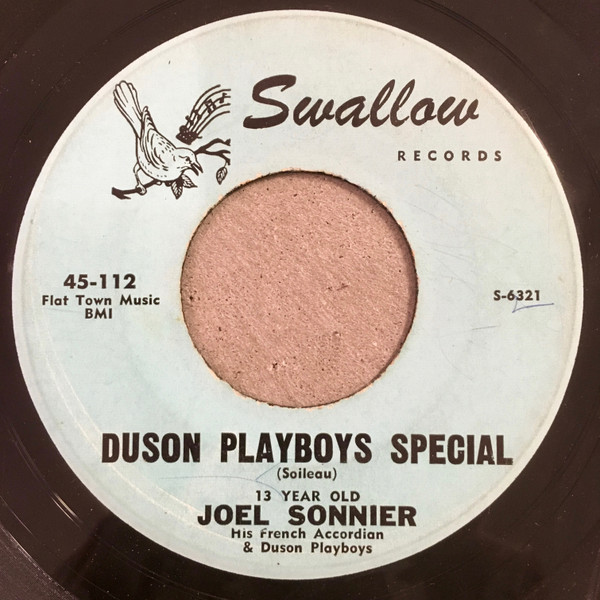 Swallow
RECORDS
45-112
Flat Town Music
BMI
S-6321
DUSON PLAYBOYS SPECIAL
(Soileau)
13 YEAR OLD
JOEL SONNIER
His French Accordian
& Duson Playboys